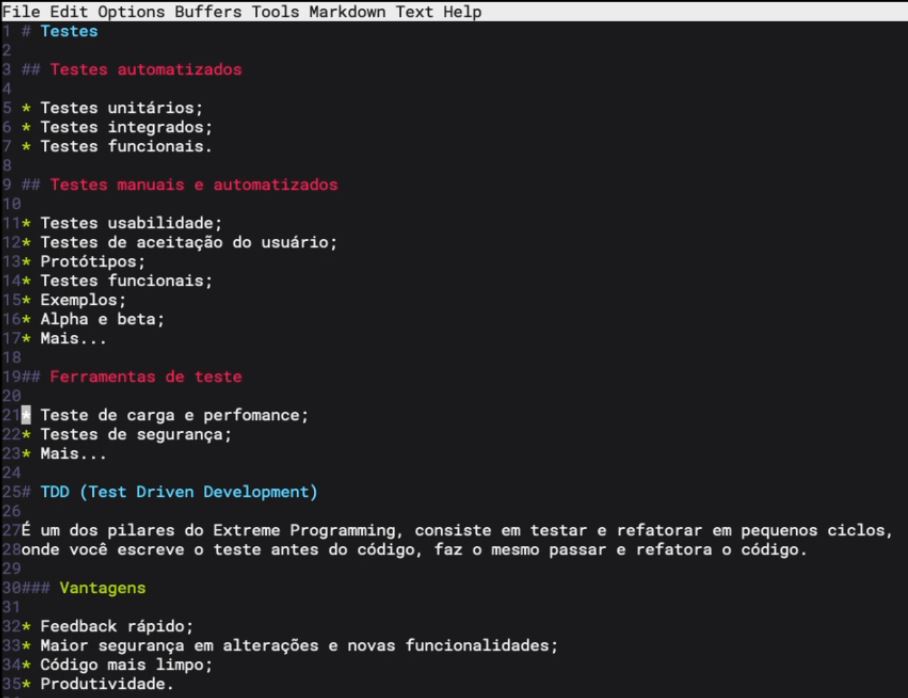 File Edit Options Buffers Tools Markdown Text Help
1 # Testes
2
3 ## Testes automatizados
4
5 * Testes unitários;
6 * Testes integrados;
7 * Testes funcionais.
8
9 ## Testes manuais e automatizados
10
11* Testes usabilidade;
12* Testes de aceitação do usuário;
13* Protótipos;
14* Testes funcionais;
15* Exemplos;
16* Alpha e beta;
17* Mais...
18
19## Ferramentas de teste
20
21* Teste de carga e perfomance;
22* Testes de segurança;
23* Mais...
24
25# TDD (Test Driven Development)
26
27É um dos pilares do Extreme Programming, consiste em testar e refatorar em pequenos ciclos,
28onde você escreve o teste antes do código, faz o mesmo passar e refatora o código.
29
30### Vantagens
31
32* Feedback rápido;
33* Maior segurança em alterações e novas funcionalidades;
34* Código mais limpo;
35* Produtividade.